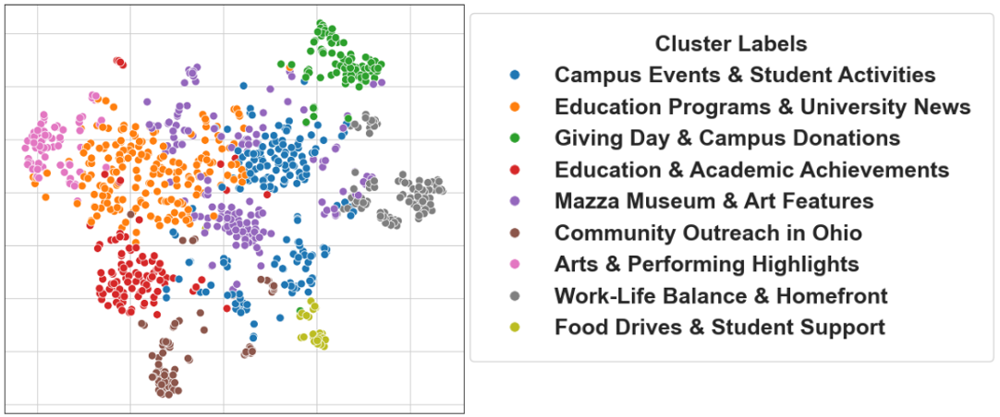 Cluster Labels
Campus Events & Student Activities
Education Programs & University News
Giving Day & Campus Donations
Education & Academic Achievements
Mazza Museum & Art Features
Community Outreach in Ohio
Arts & Performing Highlights
Work-Life Balance & Homefront
Food Drives & Student Support